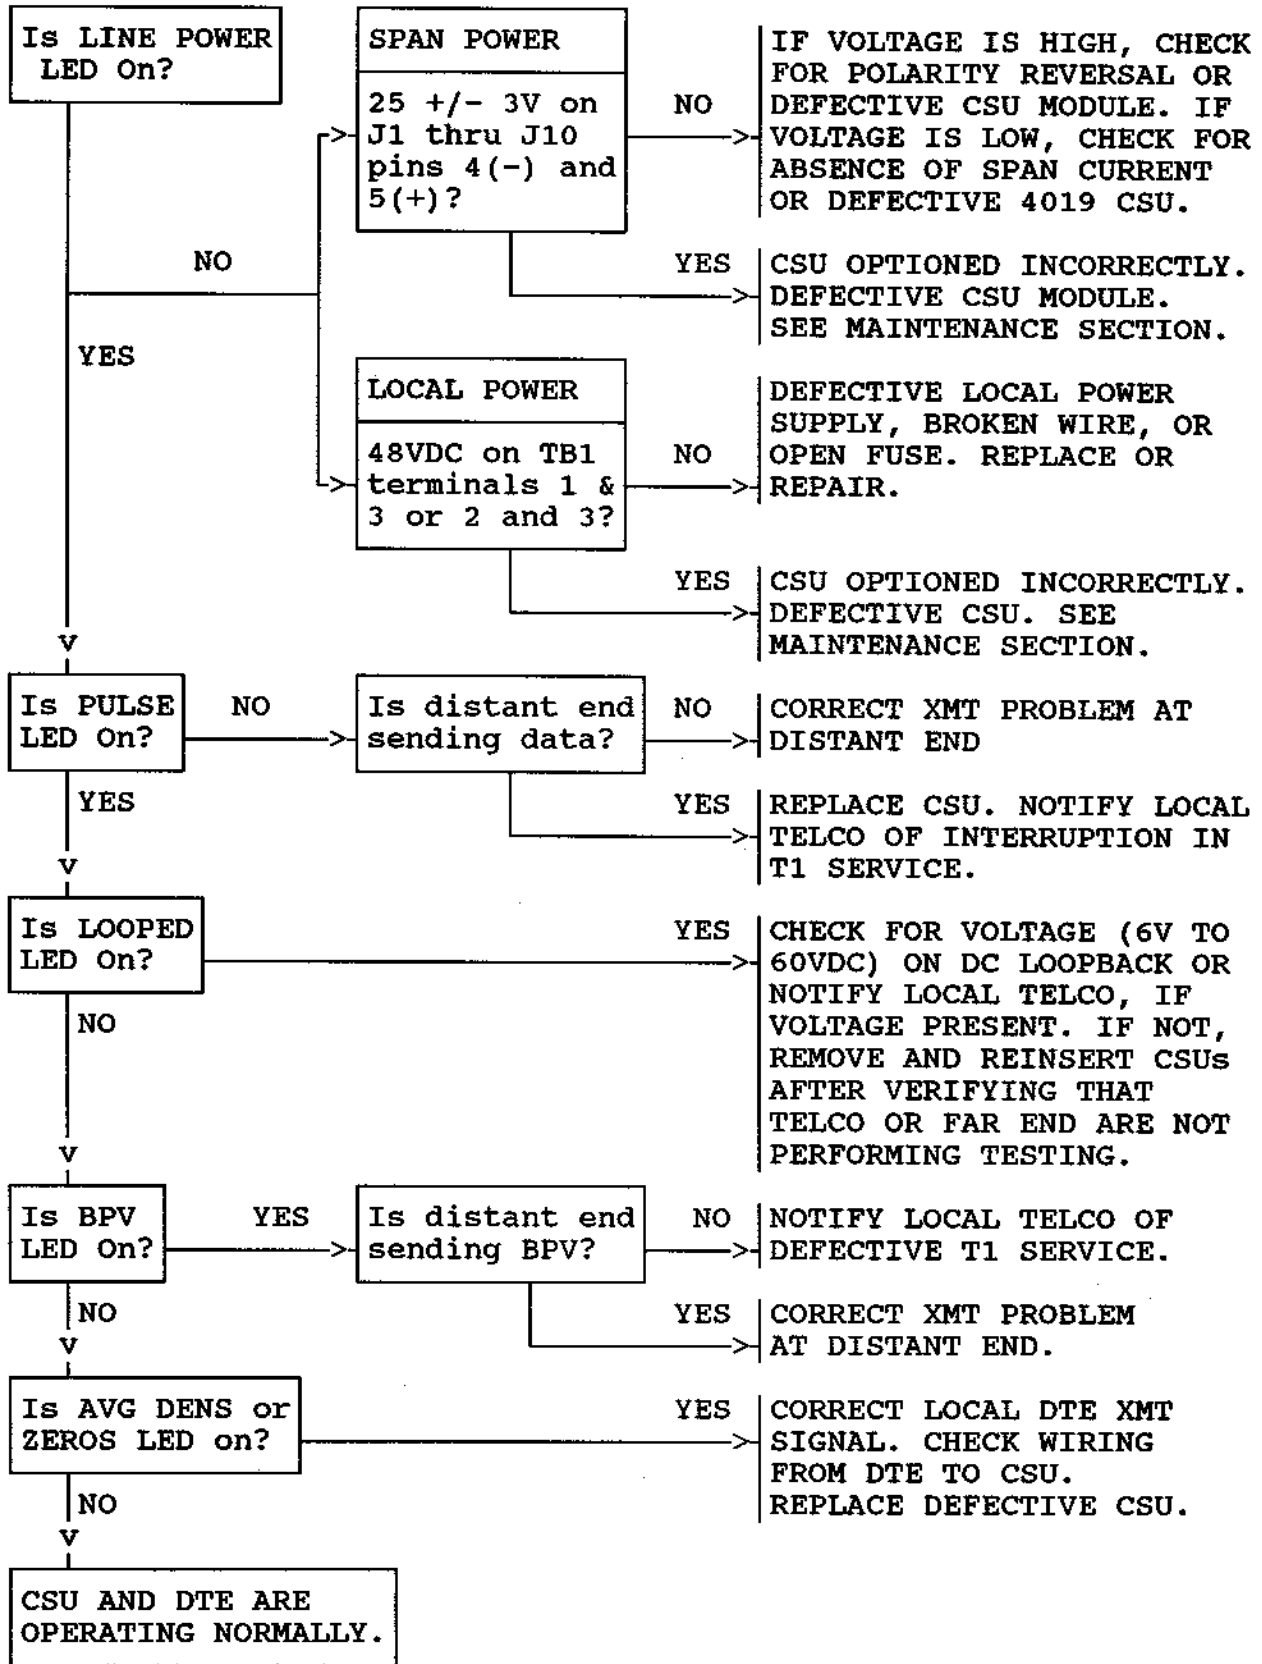 Is LINE POWER
LED On?
SPAN POWER
25 +/- 3V on
J1 thru J10
pins 4(-) and
5(+)?
NO
IF VOLTAGE IS HIGH, CHECK
FOR POLARITY REVERSAL OR
DEFECTIVE CSU MODULE. IF
VOLTAGE IS LOW, CHECK FOR
ABSENCE OF SPAN CURRENT
OR DEFECTIVE 4019 CSU.
NO
YES
CSU OPTIONED INCORRECTLY.
DEFECTIVE CSU MODULE.
SEE MAINTENANCE SECTION.
YES
LOCAL POWER
48VDC on TB1
terminals 1 &
3 or 2 and 3?
NO
DEFECTIVE LOCAL POWER
SUPPLY, BROKEN WIRE, OR
OPEN FUSE. REPLACE OR
REPAIR.
YES
CSU OPTIONED INCORRECTLY.
DEFECTIVE CSU. SEE
MAINTENANCE SECTION.
Is PULSE
LED On?
NO
Is distant end
sending data?
NO
CORRECT XMT PROBLEM AT
DISTANT END
YES
YES
REPLACE CSU. NOTIFY LOCAL
TELCO OF INTERRUPTION IN
T1 SERVICE.
Is LOOPED
LED On?
YES
CHECK FOR VOLTAGE (6V TO
60VDC) ON DC LOOPBACK OR
NOTIFY LOCAL TELCO, IF
VOLTAGE PRESENT. IF NOT,
REMOVE AND REINSERT CSUs
AFTER VERIFYING THAT
TELCO OR FAR END ARE NOT
PERFORMING TESTING.
NO
Is BPV
LED On?
YES
Is distant end
sending BPV?
NO
NOTIFY LOCAL TELCO OF
DEFECTIVE T1 SERVICE.
NO
YES
CORRECT XMT PROBLEM
AT DISTANT END.
Is AVG DENS or
ZEROS LED on?
YES
CORRECT LOCAL DTE XMT
SIGNAL. CHECK WIRING
FROM DTE TO CSU.
REPLACE DEFECTIVE CSU.
NO
CSU AND DTE ARE
OPERATING NORMALLY.